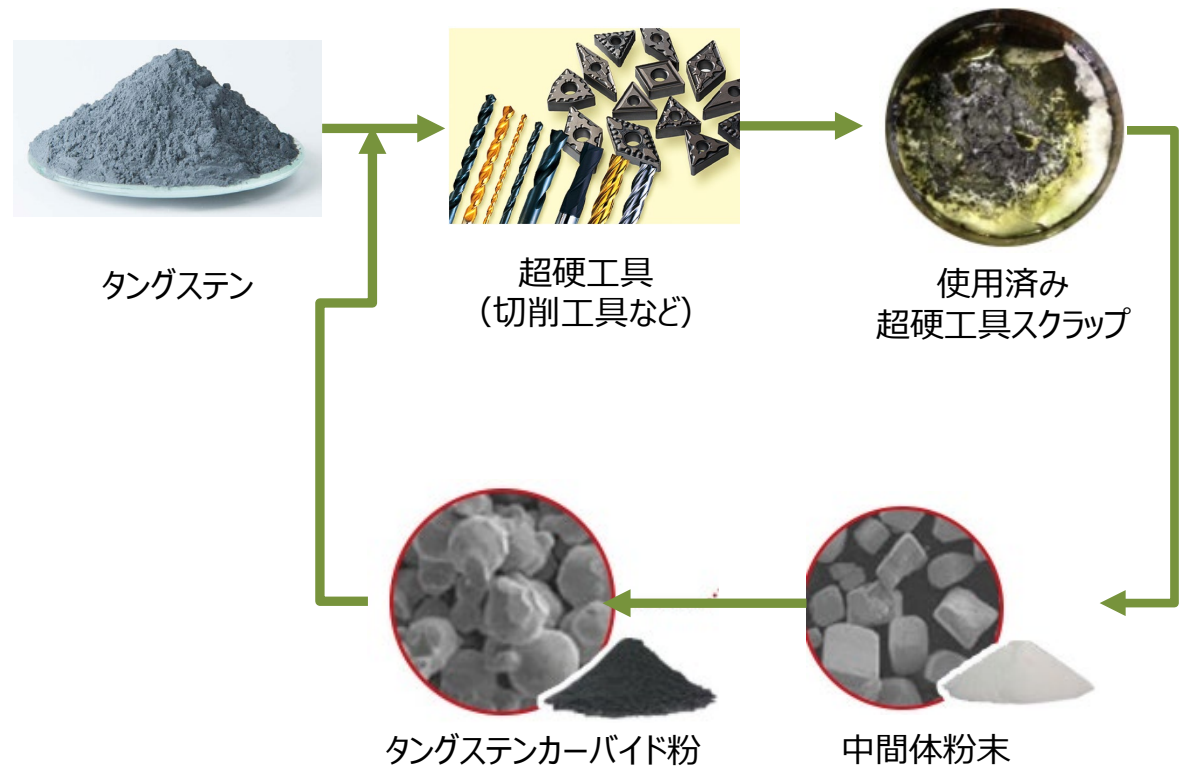 タングステン
超硬工具
（切削工具など）
使用済み
超硬工具スクラップ
タングステンカーバイド粉
中間体粉末